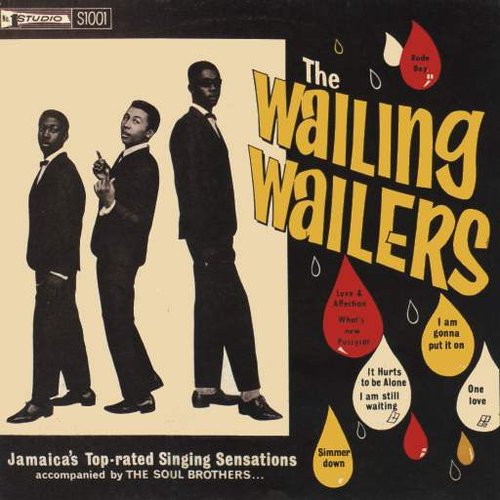 No.1 STUDIO S1001
The
WAILING
WAILERS
Rude
Boy
Love &
Affection
What's
new
Pussycat
I am
gonna
put it on
It Hurts
to be Alone
I am still
waiting
One
love
Simmer
down
Jamaica's Top-rated Singing Sensations
accompanied by THE SOUL BROTHERS...